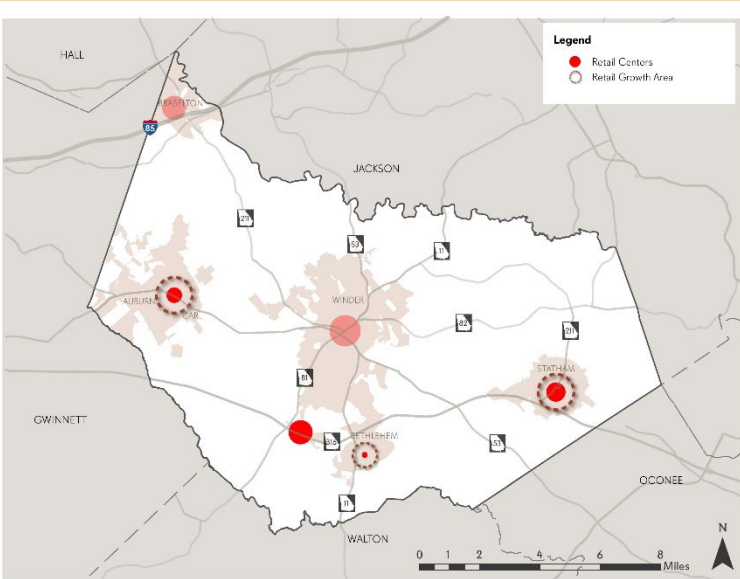 Legend
Retail Centers
Retail Growth Area
HALL
BRASELTON
85
JACKSON
211
53
11
AUBURN
CAR
WINDER
82
211
STATHAM
81
GWINNETT
BETHLEHEM
316
53
OCONEE
11
WALTON
N
0 1 2 4 6 8
Miles